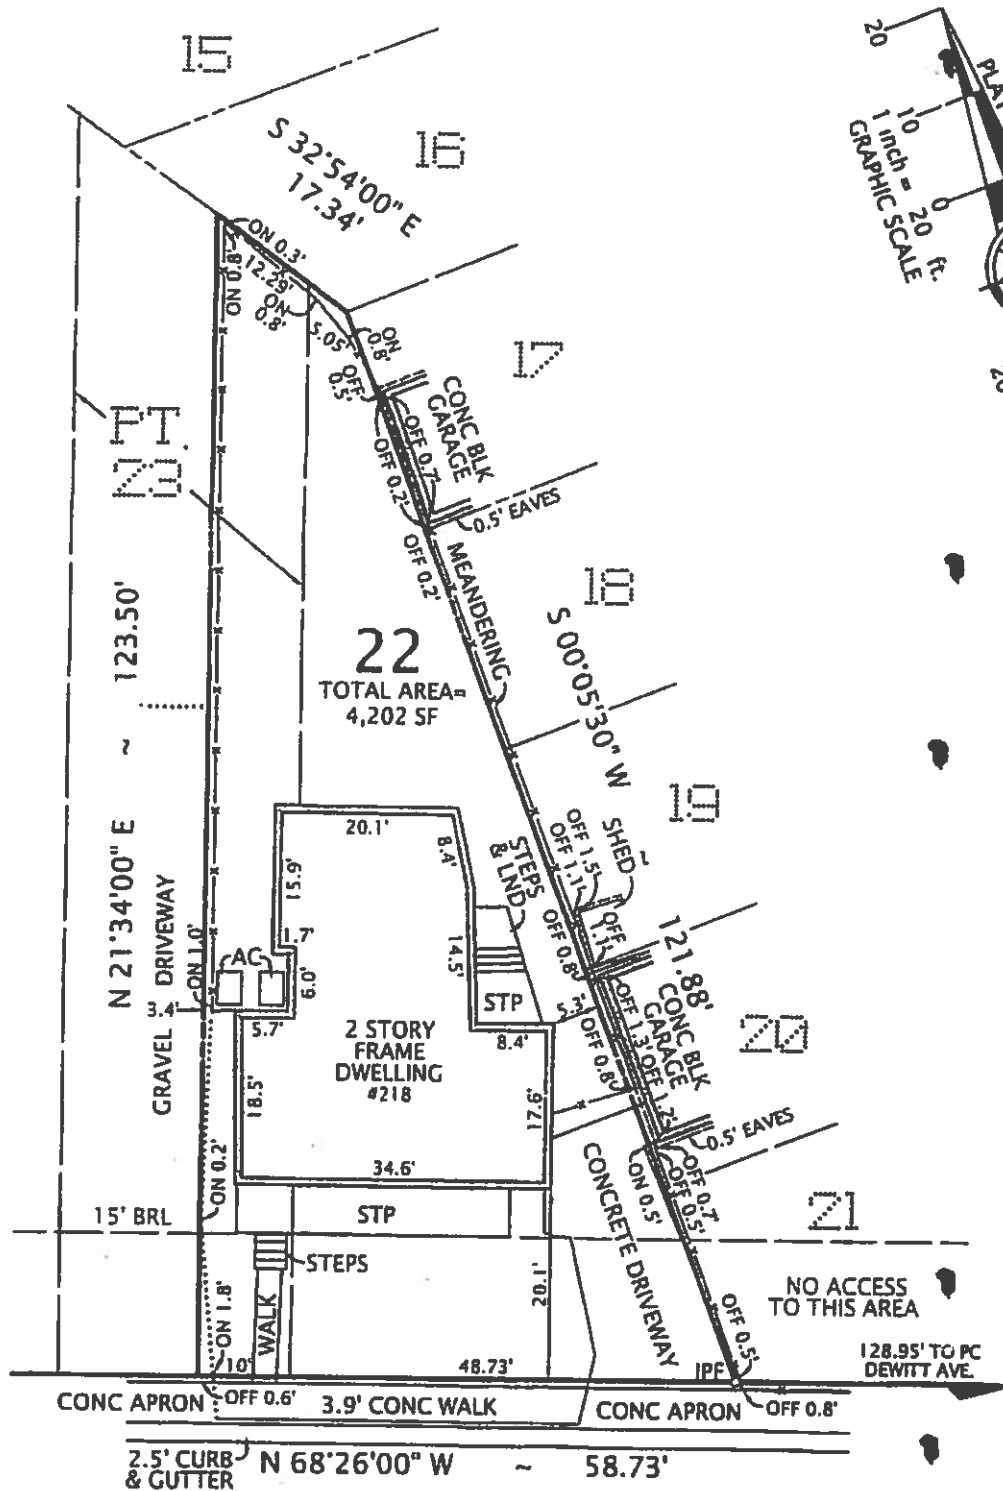 15
16
S 32°54'00" E
17.34'
20
10
0
1 inch = 20 ft.
GRAPHIC SCALE
ON 0.3'
ON 0.8'
12.29'
ON
0.8'
5.05'
ON
0.8'
OFF
0.5'
17
CONC BLK
GARAGE
OFF 0.7'
OFF 0.2'
0.5' EAVES
PT.
23
OFF 0.2'
MEANDERING
18
S 00°05'30" W
123.50'
~
N 21°34'00" E
22
TOTAL AREA=
4,202 SF
19
SHED
~
121.88'
OFF 1.5'
OFF 1.1'
OFF
1.1'
20.1'
8.4'
STEPS
& LND
15.9'
1.7'
14.5'
OFF 0.8'
GRAVEL DRIVEWAY
ON 1.0'
AC
6.0'
3.4'
5.7'
STP
5.3'
8.4'
2 STORY
FRAME
DWELLING
#218
18.5'
17.6'
34.6'
OFF 0.8'
OFF 1.3'
OFF 1.2'
CONC BLK
GARAGE
20
0.5' EAVES
OFF 0.7'
OFF 0.5'
ON 0.5'
ON 0.2'
15' BRL
STP
CONCRETE DRIVEWAY
21
STEPS
WALK
20.1'
NO ACCESS
TO THIS AREA
ON 1.8'
10'
48.73'
OFF 0.5'
IPF
128.95' TO PC
DEWITT AVE.
CONC APRON
OFF 0.6'
3.9' CONC WALK
CONC APRON
OFF 0.8'
2.5' CURB
& GUTTER
N 68°26'00" W ~ 58.73'